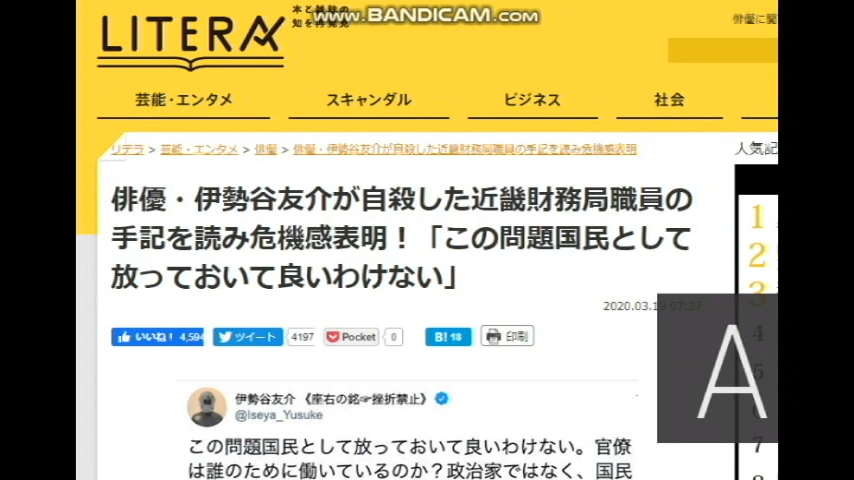 www.BANDICAM.com
LITERA
本と雑誌の
知を再発見
俳優に関
芸能・エンタメ スキャンダル ビジネス 社会
リテラ > 芸能・エンタメ > 俳優 > 俳優・伊勢谷友介が自殺した近畿財務局職員の手記を読み危機感表明
人気記
俳優・伊勢谷友介が自殺した近畿財務局職員の
手記を読み危機感表明！「この問題国民として
放っておいて良いわけない」
2020.03.19 07:37
いいね！ 4,594 ツイート 4197 Pocket 0 B! 18 印刷
1
2
3
4
5
7
8
A
伊勢谷友介 《座右の銘☞挫折禁止》
@Iseya_Yusuke
この問題国民として放っておいて良いわけない。官僚
は誰のために働いているのか？政治家ではなく、国民